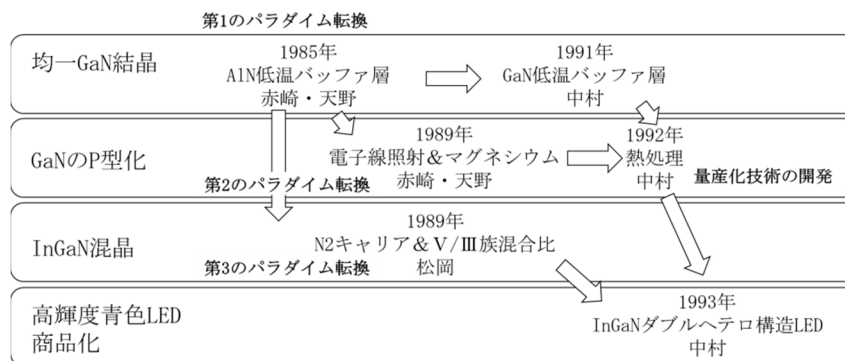 第1のパラダイム転換
均一GaN結晶
1985年
AlN低温バッファ層
赤崎・天野
1991年
GaN低温バッファ層
中村
GaNのP型化
1989年
電子線照射＆マグネシウム
赤崎・天野
1992年
熱処理
中村
第2のパラダイム転換
量産化技術の開発
InGaN混晶
1989年
N2キャリア＆Ⅴ/Ⅲ族混合比
松岡
第3のパラダイム転換
高輝度青色LED
商品化
1993年
InGaNダブルヘテロ構造LED
中村